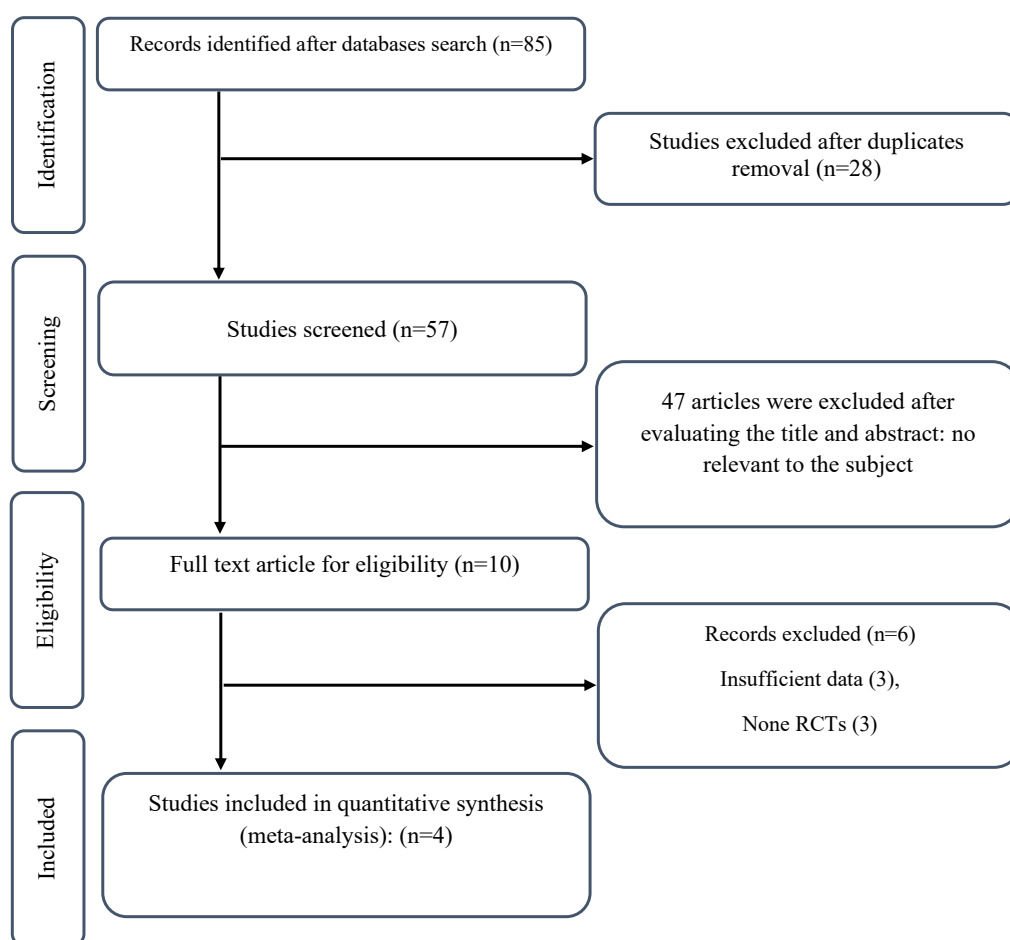 Identification
Records identified after databases search (n=85)
Studies excluded after duplicates
removal (n=28)
Screening
Studies screened (n=57)
47 articles were excluded after
evaluating the title and abstract: no
relevant to the subject
Eligibility
Full text article for eligibility (n=10)
Records excluded (n=6)
Insufficient data (3),
None RCTs (3)
Included
Studies included in quantitative synthesis
(meta-analysis): (n=4)